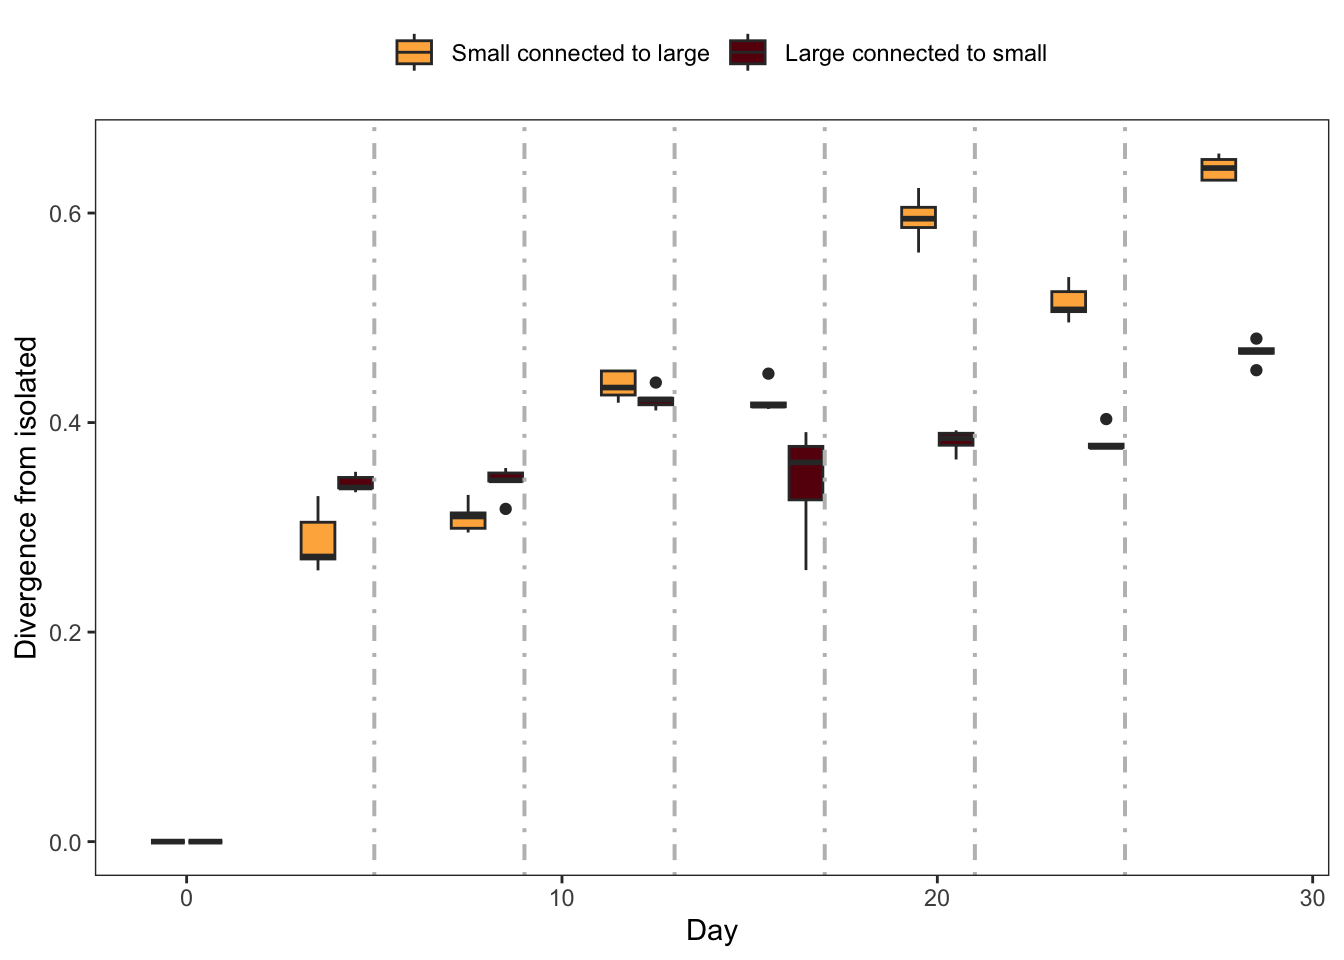 Small connected to large
Large connected to small
Divergence from isolated
0.6
0.4
0.2
0.0
0
10
20
30
Day